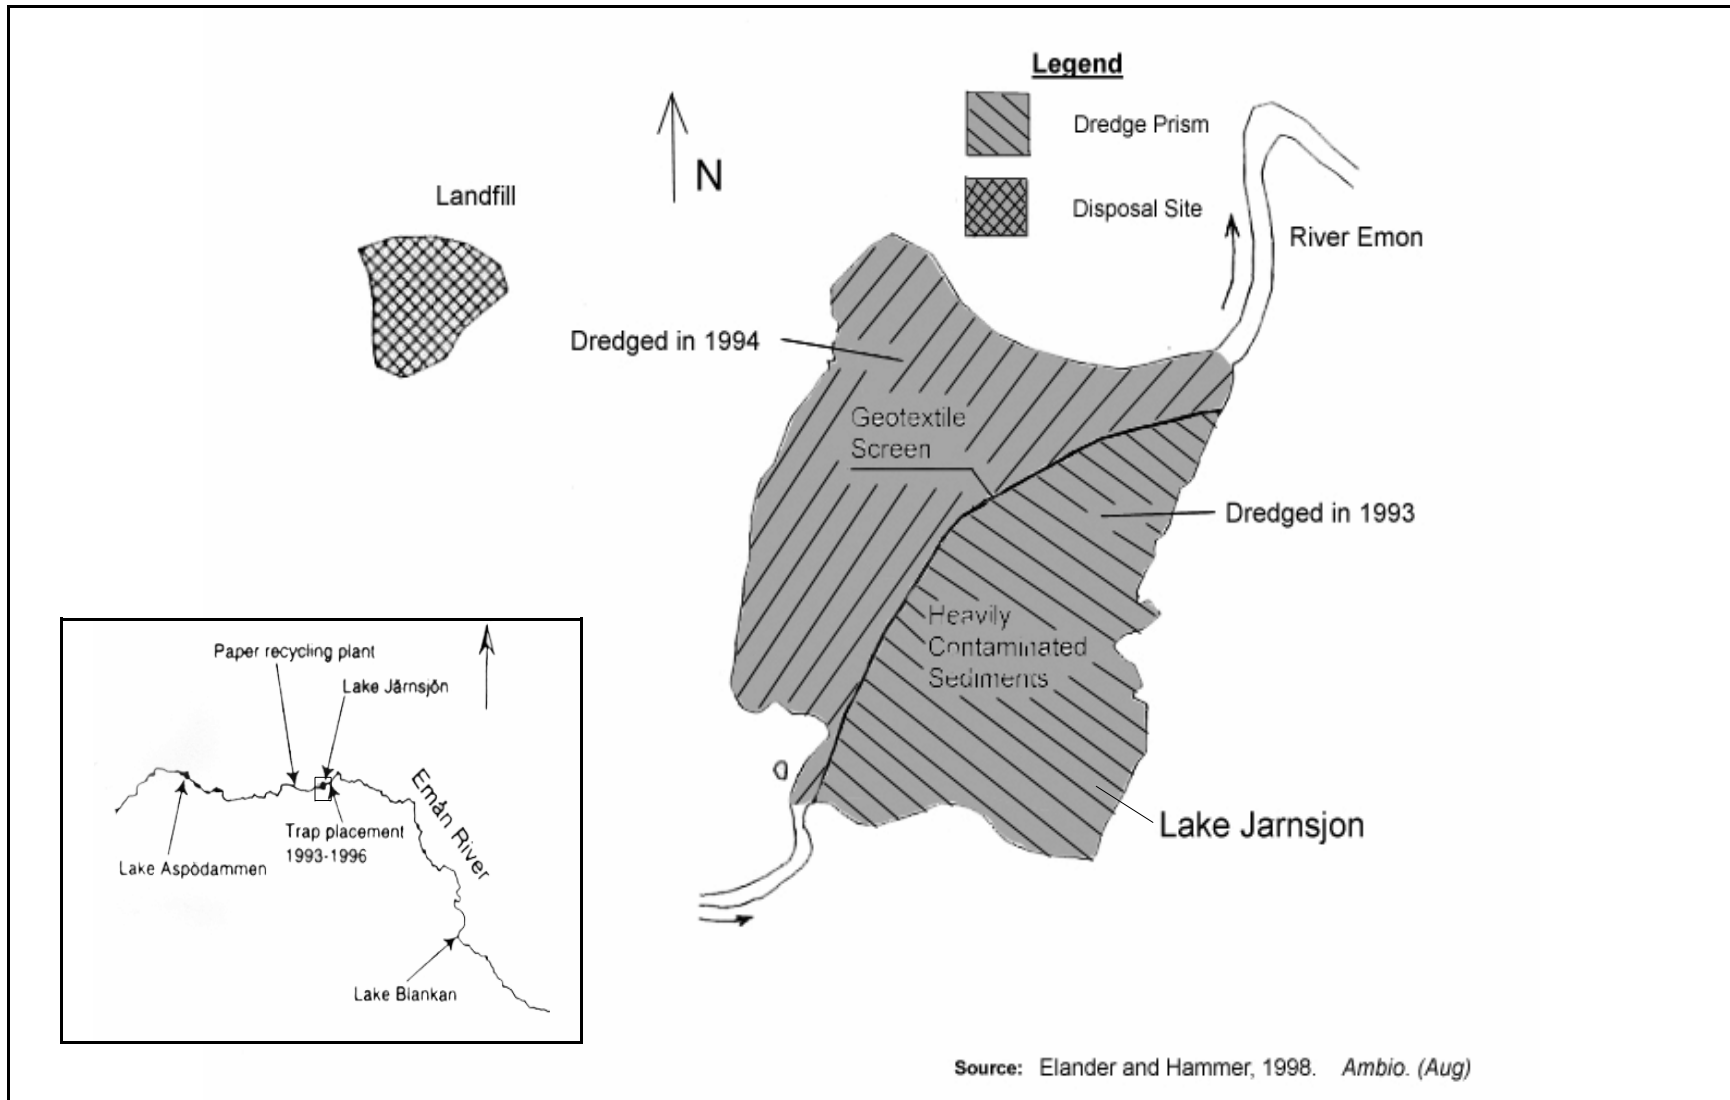 Legend
Dredge Prism
Disposal Site
N
Landfill
River Emon
Dredged in 1994
Geotextile
Screen
Dredged in 1993
Heavily
Contaminated
Sediments
Lake Jarnsjon
Paper recycling plant
Lake Järnsjön
Emån River
Trap placement
1993-1996
Lake Aspödammen
Lake Blankan
Source: Elander and Hammer, 1998. Ambio. (Aug)